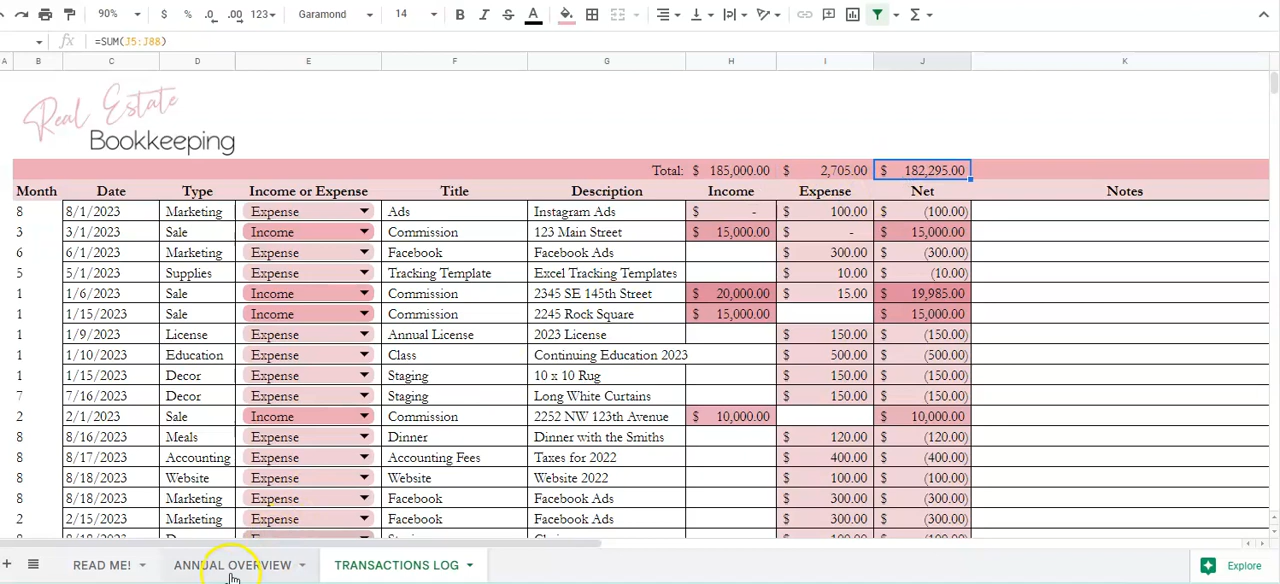 90% $ % .0 .00 123 Garamond 14 B I S A Σ
fx =SUM(J5:J88)
A B C D E F G H I J K
Real Estate
Bookkeeping
Total: $ 185,000.00 $ 2,705.00 $ 182,295.00
Month Date Type Income or Expense Title Description Income Expense Net Notes
8 8/1/2023 Marketing Expense Ads Instagram Ads $ - $ 100.00 $ (100.00)
3 3/1/2023 Sale Income Commission 123 Main Street $ 15,000.00 $ - $ 15,000.00
6 6/1/2023 Marketing Expense Facebook Facebook Ads $ 300.00 $ (300.00)
5 5/1/2023 Supplies Expense Tracking Template Excel Tracking Templates $ 10.00 $ (10.00)
1 1/6/2023 Sale Income Commission 2345 SE 145th Street $ 20,000.00 $ 15.00 $ 19,985.00
1 1/15/2023 Sale Income Commission 2245 Rock Square $ 15,000.00 $ 15,000.00
1 1/9/2023 License Expense Annual License 2023 License $ 150.00 $ (150.00)
1 1/10/2023 Education Expense Class Continuing Education 2023 $ 500.00 $ (500.00)
1 1/15/2023 Decor Expense Staging 10 x 10 Rug $ 150.00 $ (150.00)
7 7/16/2023 Decor Expense Staging Long White Curtains $ 150.00 $ (150.00)
2 2/1/2023 Sale Income Commission 2252 NW 123th Avenue $ 10,000.00 $ 10,000.00
8 8/16/2023 Meals Expense Dinner Dinner with the Smiths $ 120.00 $ (120.00)
8 8/17/2023 Accounting Expense Accounting Fees Taxes for 2022 $ 400.00 $ (400.00)
8 8/18/2023 Website Expense Website Website 2022 $ 100.00 $ (100.00)
8 8/18/2023 Marketing Expense Facebook Facebook Ads $ 300.00 $ (300.00)
2 2/15/2023 Marketing Expense Facebook Facebook Ads $ 300.00 $ (300.00)
READ ME! ANNUAL OVERVIEW TRANSACTIONS LOG Explore